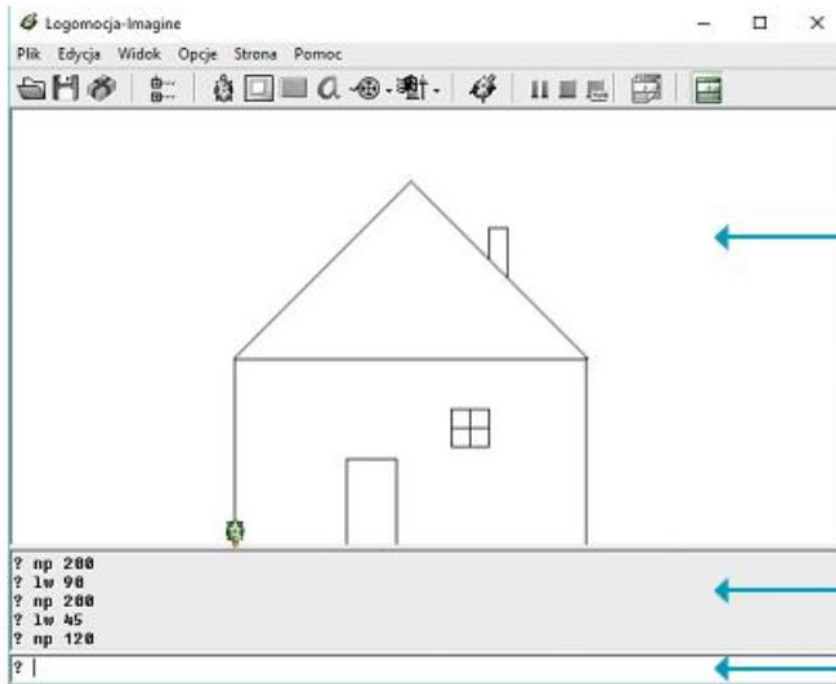 Logomocja-Imagine
Plik Edycja Widok Opcje Strona Pomoc
? np 200
? lw 90
? np 200
? lw 45
? np 120
? |